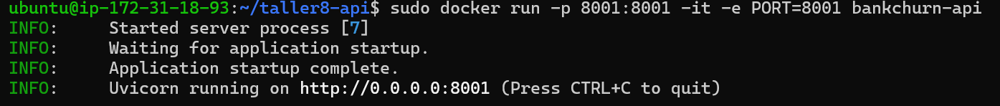 ubuntu@ip-172-31-18-93:~/taller8-api$ sudo docker run -p 8001:8001 -it -e PORT=8001 bankchurn-api
INFO:     Started server process [7]
INFO:     Waiting for application startup.
INFO:     Application startup complete.
INFO:     Uvicorn running on http://0.0.0.0:8001 (Press CTRL+C to quit)